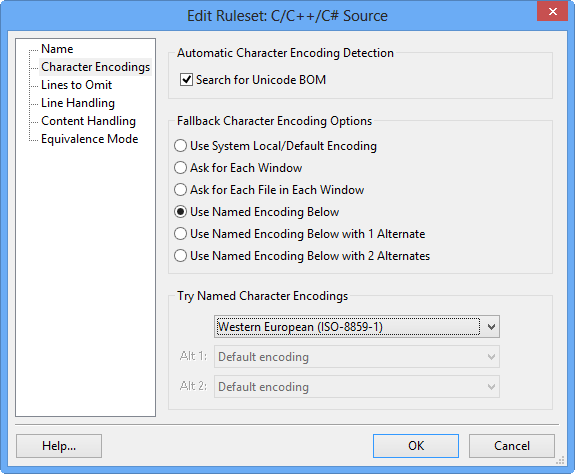 Edit Ruleset: C/C++/C# Source
Name
Character Encodings
Lines to Omit
Line Handling
Content Handling
Equivalence Mode
Automatic Character Encoding Detection
Search for Unicode BOM
Fallback Character Encoding Options
Use System Local/Default Encoding
Ask for Each Window
Ask for Each File in Each Window
Use Named Encoding Below
Use Named Encoding Below with 1 Alternate
Use Named Encoding Below with 2 Alternates
Try Named Character Encodings
Western European (ISO-8859-1)
Alt 1: Default encoding
Alt 2: Default encoding
Help... OK Cancel